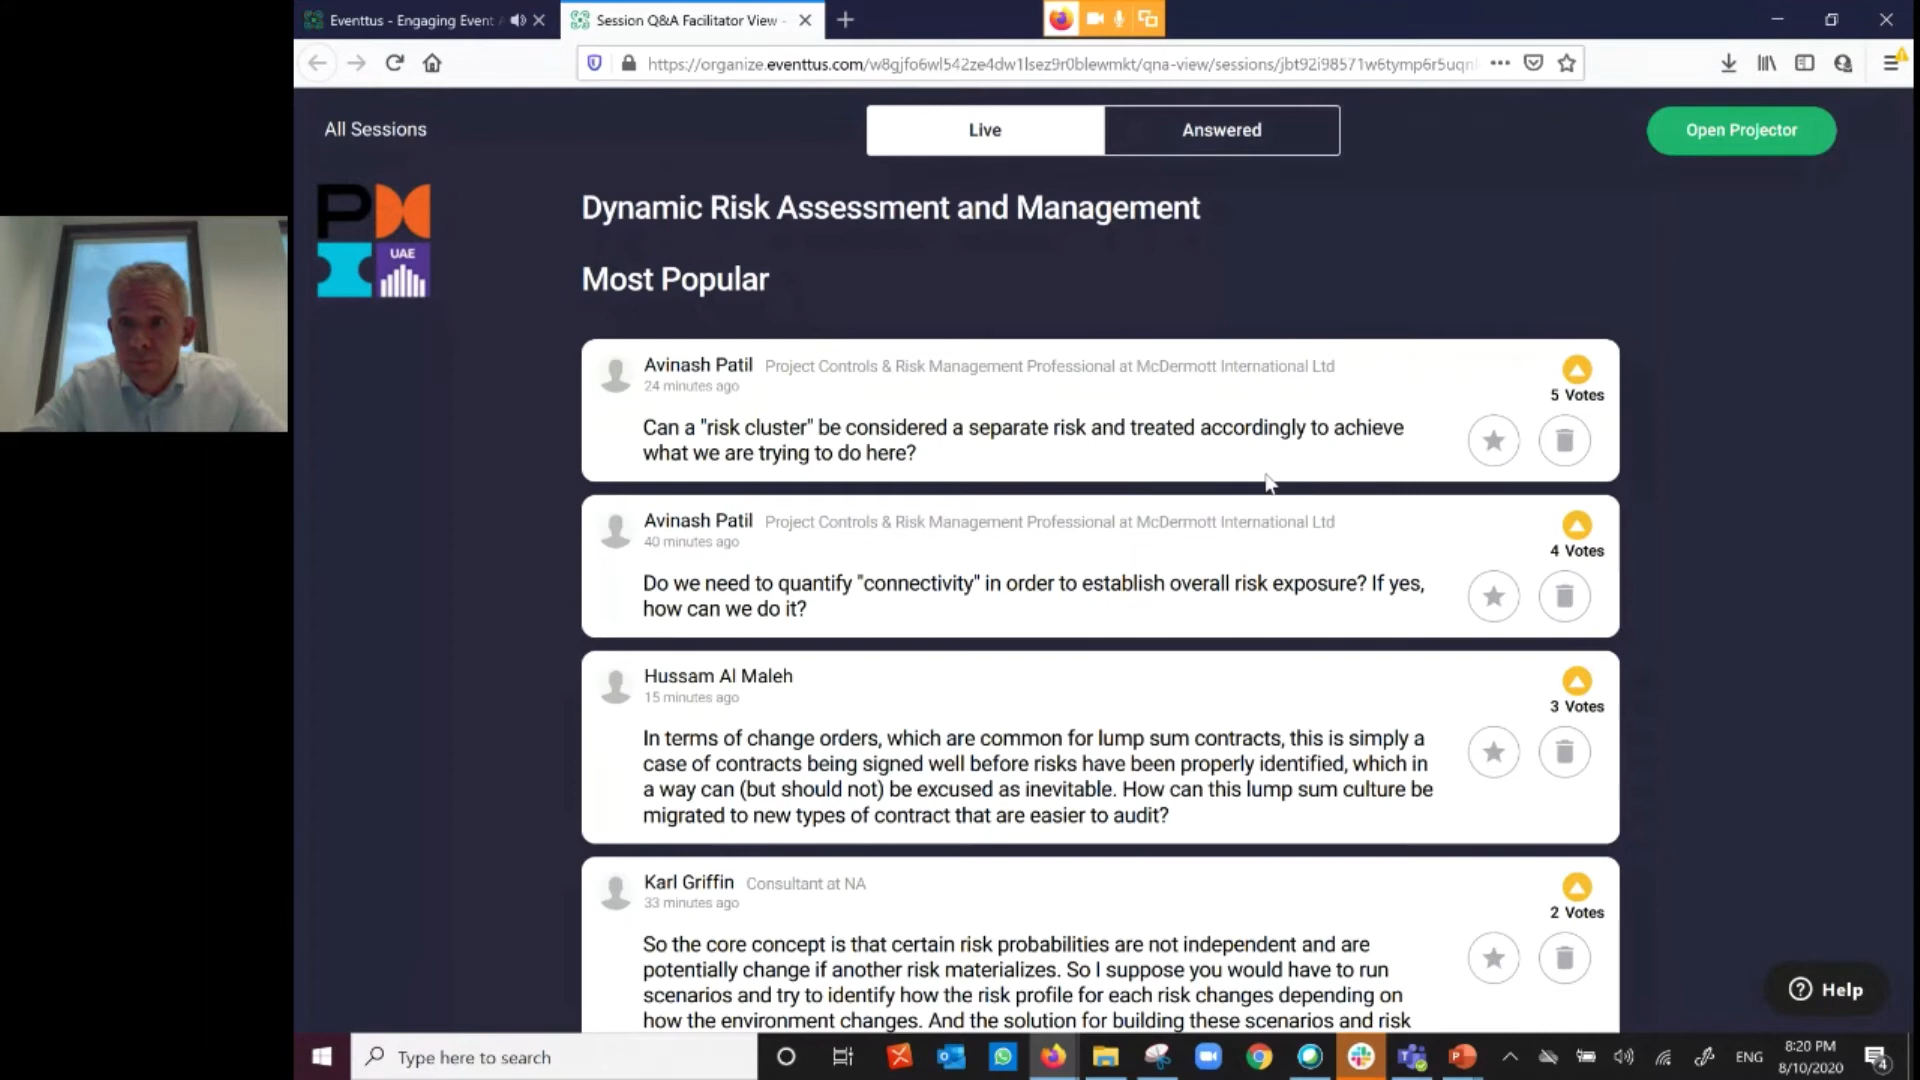 Eventtus - Engaging Event
Session Q&A Facilitator View -
https://organize.eventtus.com/w8gjfo6wl542ze4dw1lsez9r0blewmkt/qna-view/sessions/jbt92i98571w6tymp6r5uqn
All Sessions
Live
Answered
Open Projector
PM
UAE
Dynamic Risk Assessment and Management
Most Popular
Avinash Patil Project Controls & Risk Management Professional at McDermott International Ltd
24 minutes ago
5 Votes
Can a "risk cluster" be considered a separate risk and treated accordingly to achieve
what we are trying to do here?
Avinash Patil Project Controls & Risk Management Professional at McDermott International Ltd
40 minutes ago
4 Votes
Do we need to quantify "connectivity" in order to establish overall risk exposure? If yes,
how can we do it?
Hussam Al Maleh
15 minutes ago
3 Votes
In terms of change orders, which are common for lump sum contracts, this is simply a
case of contracts being signed well before risks have been properly identified, which in
a way can (but should not) be excused as inevitable. How can this lump sum culture be
migrated to new types of contract that are easier to audit?
Karl Griffin Consultant at NA
33 minutes ago
2 Votes
So the core concept is that certain risk probabilities are not independent and are
potentially change if another risk materializes. So I suppose you would have to run
scenarios and try to identify how the risk profile for each risk changes depending on
how the environment changes. And the solution for building these scenarios and risk
Help
Type here to search
ENG
8:20 PM
8/10/2020
4